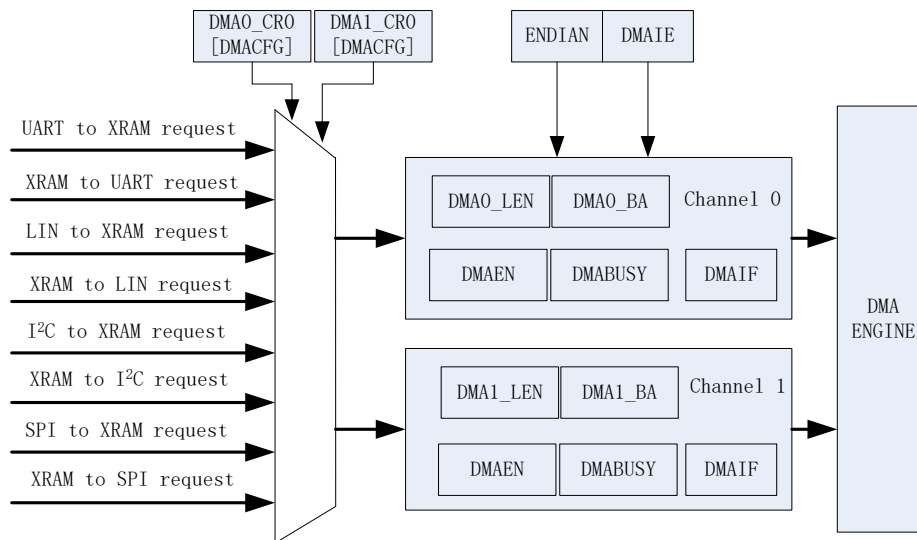 DMA0_CR0
[DMACFG]
DMA1_CR0
[DMACFG]
ENDIAN
DMAIE
UART to XRAM request
XRAM to UART request
LIN to XRAM request
XRAM to LIN request
I²C to XRAM request
XRAM to I²C request
SPI to XRAM request
XRAM to SPI request
DMA0_LEN
DMA0_BA
Channel 0
DMAEN
DMABUSY
DMAIF
DMA1_LEN
DMA1_BA
Channel 1
DMAEN
DMABUSY
DMAIF
DMA
ENGINE